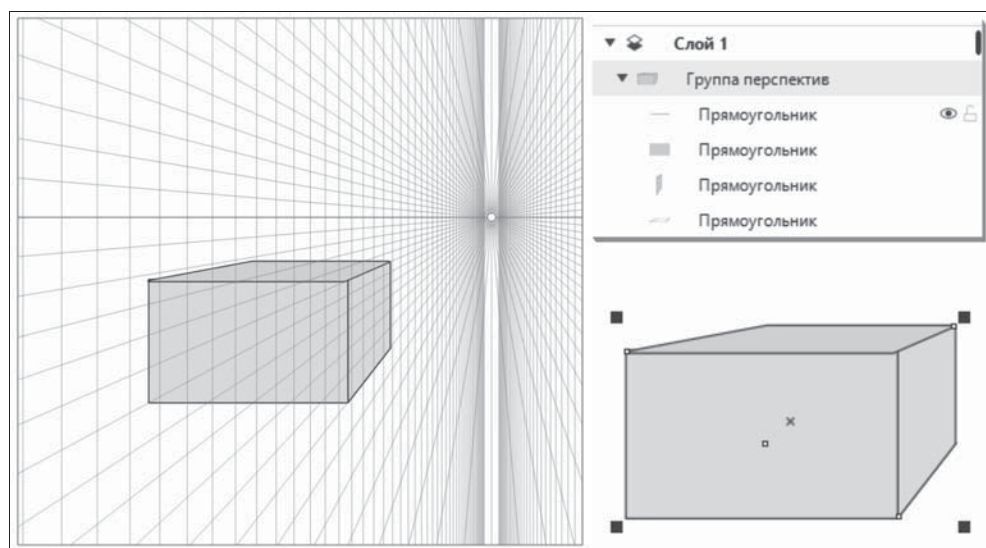 Слой 1
Группа перспектив
Прямоугольник
Прямоугольник
Прямоугольник
Прямоугольник